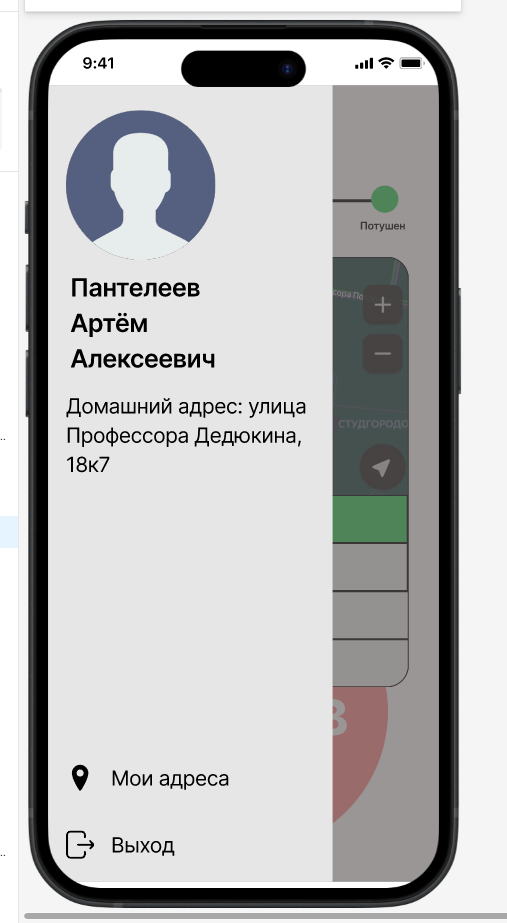 9:41
Потушен
Пантелеев
Артём
Алексеевич
Домашний адрес: улица
Профессора Дедюкина,
18к7
СТУДГОРОДО
Мои адреса
Выход